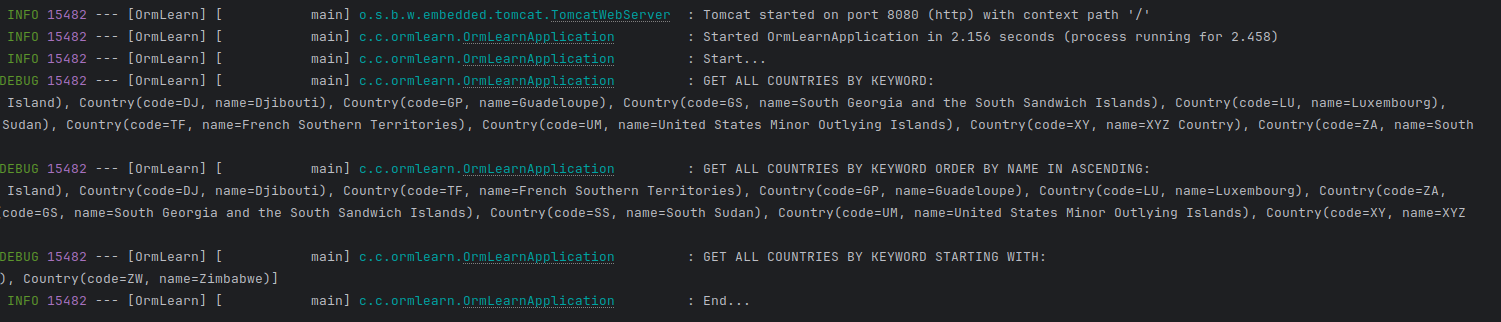 INFO 15482 --- [OrmLearn] [           main] o.s.b.w.embedded.tomcat.TomcatWebServer  : Tomcat started on port 8080 (http) with context path '/'
INFO 15482 --- [OrmLearn] [           main] c.c.ormlearn.OrmLearnApplication         : Started OrmLearnApplication in 2.156 seconds (process running for 2.458)
INFO 15482 --- [OrmLearn] [           main] c.c.ormlearn.OrmLearnApplication         : Start...
DEBUG 15482 --- [OrmLearn] [           main] c.c.ormlearn.OrmLearnApplication         : GET ALL COUNTRIES BY KEYWORD:
Island), Country(code=DJ, name=Djibouti), Country(code=GP, name=Guadeloupe), Country(code=GS, name=South Georgia and the South Sandwich Islands), Country(code=LU, name=Luxembourg),
Sudan), Country(code=TF, name=French Southern Territories), Country(code=UM, name=United States Minor Outlying Islands), Country(code=XY, name=XYZ Country), Country(code=ZA, name=South
DEBUG 15482 --- [OrmLearn] [           main] c.c.ormlearn.OrmLearnApplication         : GET ALL COUNTRIES BY KEYWORD ORDER BY NAME IN ASCENDING:
Island), Country(code=DJ, name=Djibouti), Country(code=TF, name=French Southern Territories), Country(code=GP, name=Guadeloupe), Country(code=LU, name=Luxembourg), Country(code=ZA,
(code=GS, name=South Georgia and the South Sandwich Islands), Country(code=SS, name=South Sudan), Country(code=UM, name=United States Minor Outlying Islands), Country(code=XY, name=XYZ
DEBUG 15482 --- [OrmLearn] [           main] c.c.ormlearn.OrmLearnApplication         : GET ALL COUNTRIES BY KEYWORD STARTING WITH:
), Country(code=ZW, name=Zimbabwe)]
INFO 15482 --- [OrmLearn] [           main] c.c.ormlearn.OrmLearnApplication         : End...